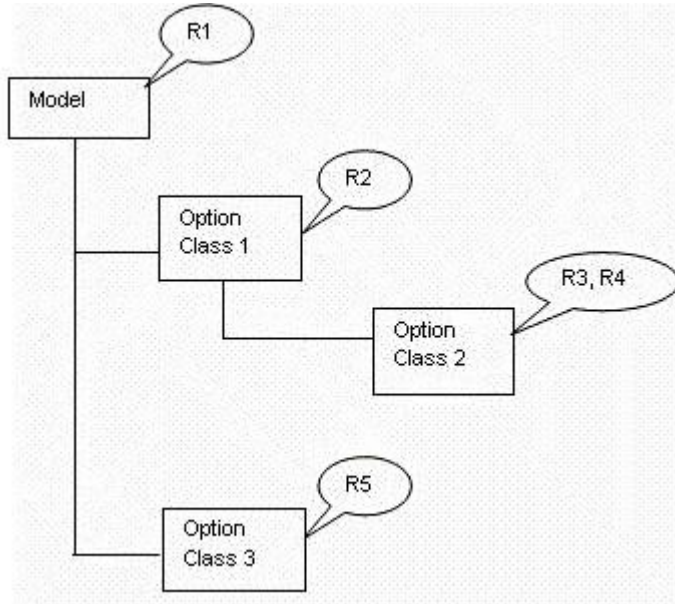 R1
Model
R2
Option
Class 1
R3, R4
Option
Class 2
R5
Option
Class 3